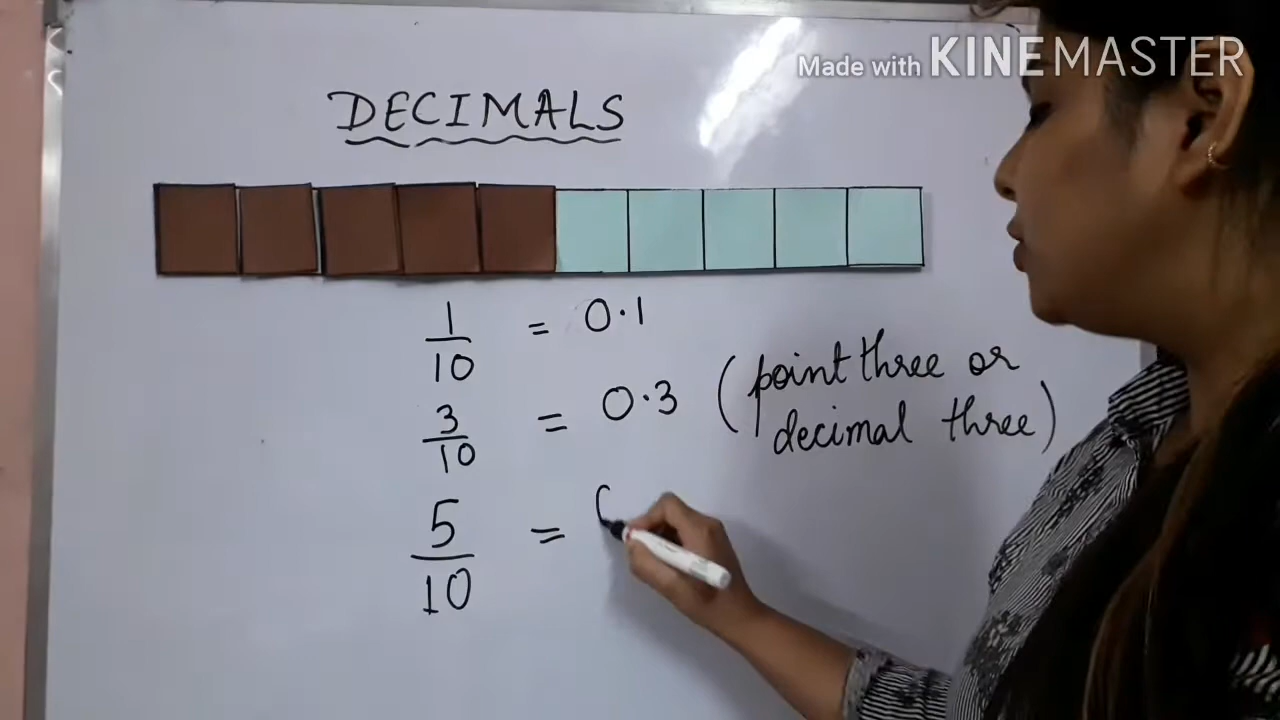 Made with KINEMASTER
DECIMALS
1/10 = 0.1
3/10 = 0.3 (point three or
decimal three)
5/10 =